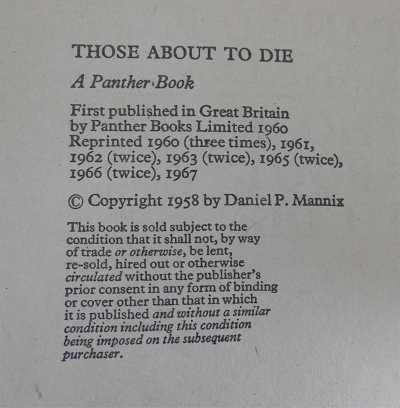 THOSE ABOUT TO DIE
A Panther Book
First published in Great Britain
by Panther Books Limited 1960
Reprinted 1960 (three times), 1961,
1962 (twice), 1963 (twice), 1965 (twice),
1966 (twice), 1967
© Copyright 1958 by Daniel P. Mannix
This book is sold subject to the
condition that it shall not, by way
of trade or otherwise, be lent,
re-sold, hired out or otherwise
circulated without the publisher's
prior consent in any form of binding
or cover other than that in which
it is published and without a similar
condition including this condition
being imposed on the subsequent
purchaser.